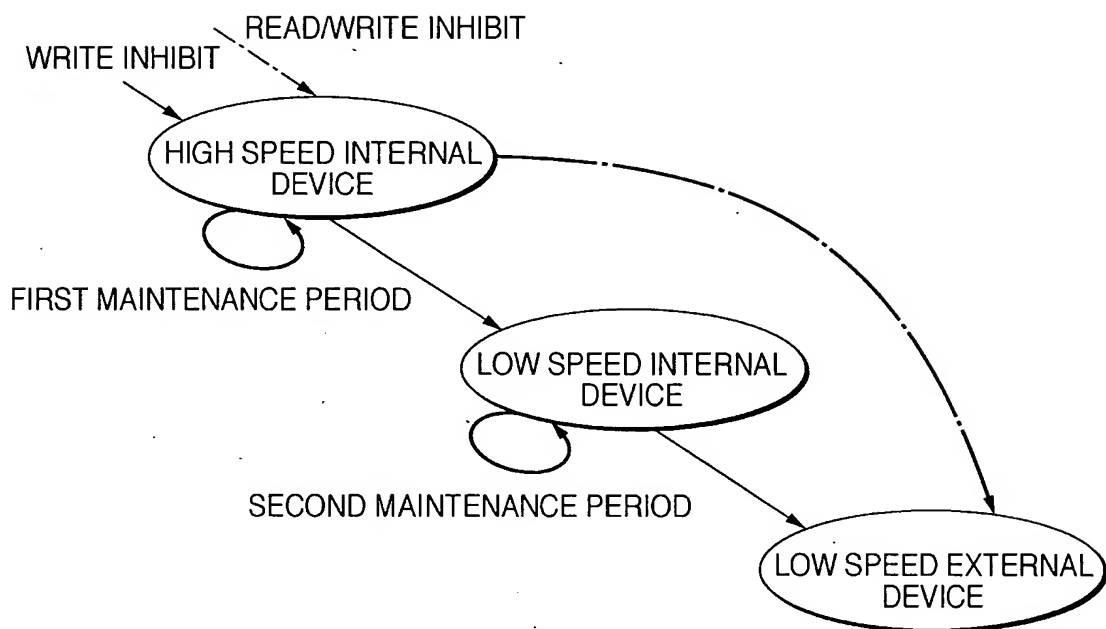 READ/WRITE INHIBIT
WRITE INHIBIT
HIGH SPEED INTERNAL
DEVICE
FIRST MAINTENANCE PERIOD
LOW SPEED INTERNAL
DEVICE
SECOND MAINTENANCE PERIOD
LOW SPEED EXTERNAL
DEVICE